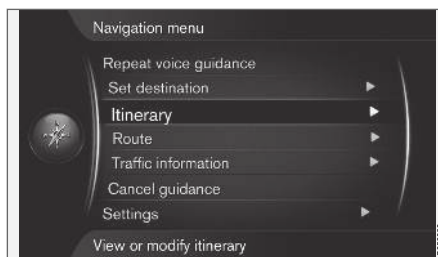 Navigation menu
Repeat voice guidance
Set destination
Itinerary
Route
Traffic information
Cancel guidance
Settings
View or modify itinerary